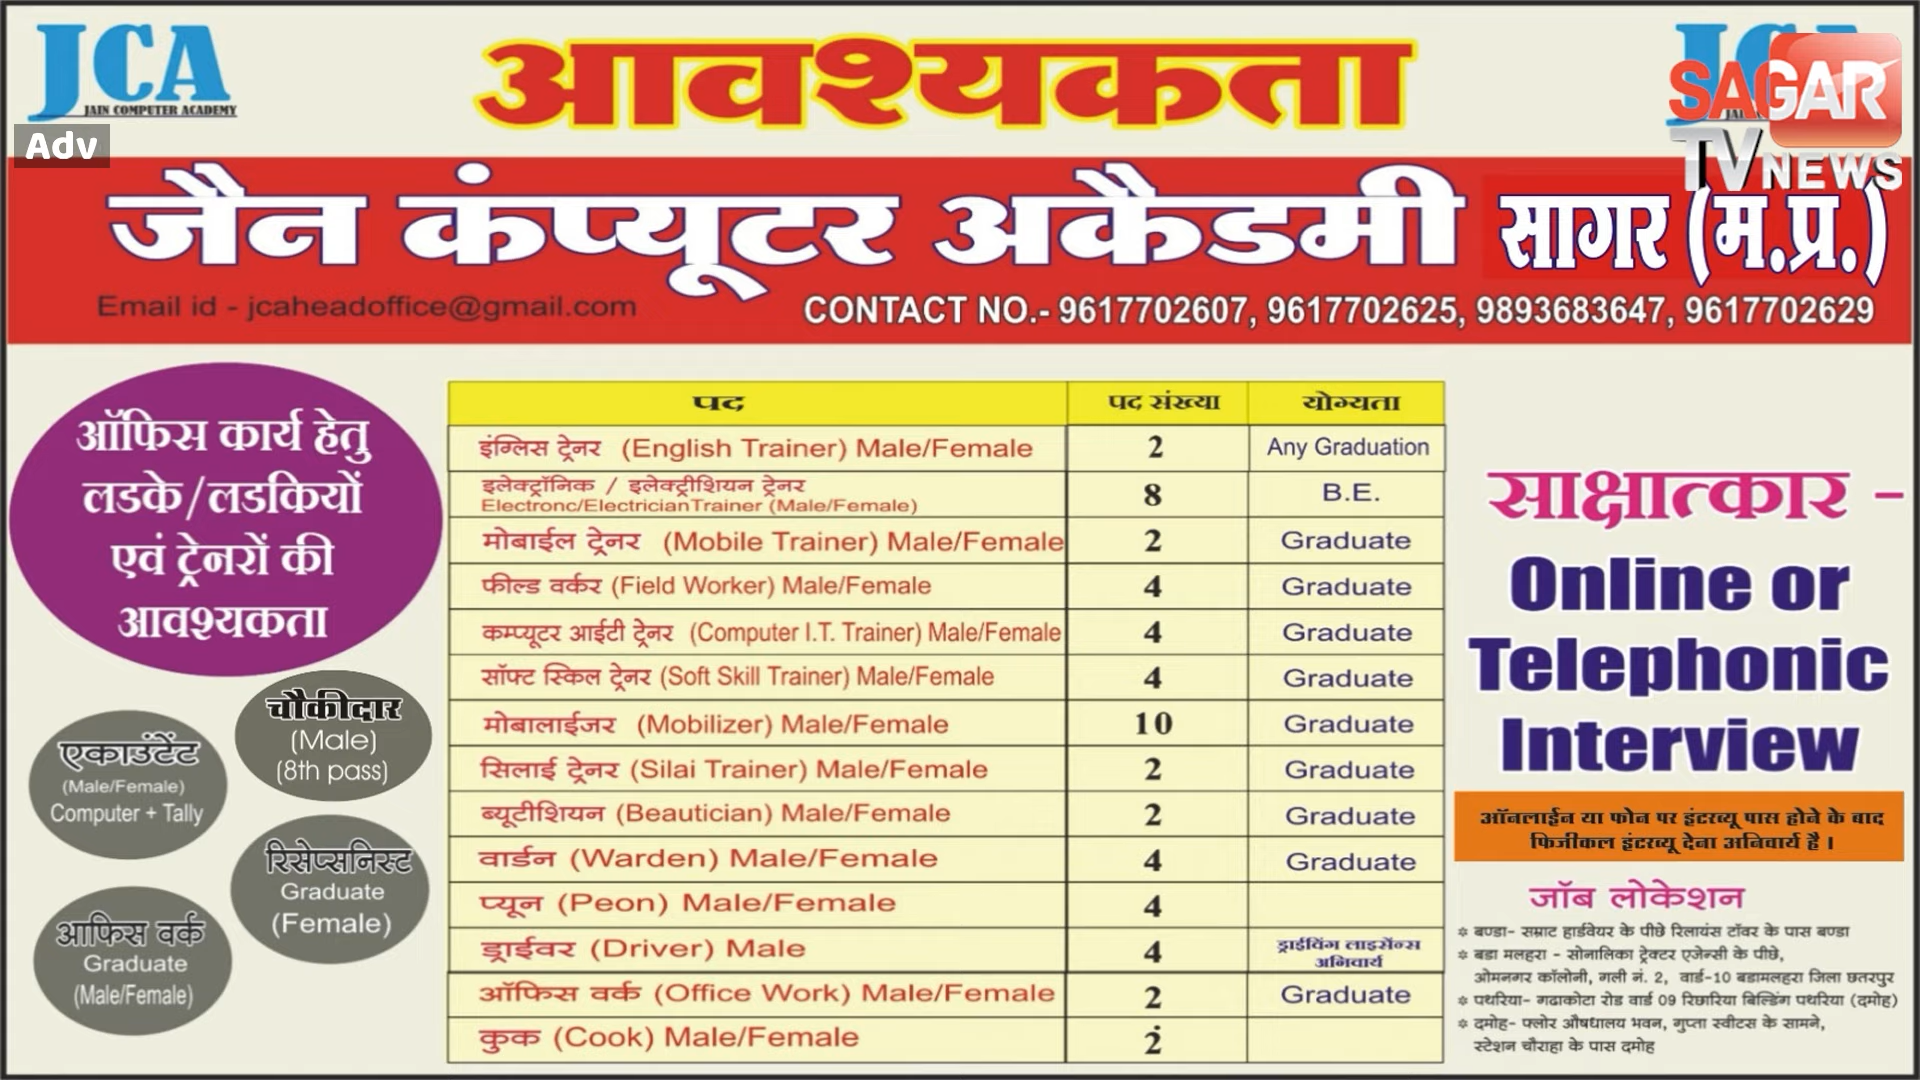 JCA
JAIN COMPUTER ACADEMY
Adv
आवश्यकता
SAGAR
TV NEWS
जैन कंप्यूटर अकैडमी सागर (म.प्र.)
Email id - jcaheadoffice@gmail.com
CONTACT NO.- 9617702607, 9617702625, 9893683647, 9617702629
ऑफिस कार्य हेतु
लडके/लडकियों
एवं ट्रेनरों की
आवश्यकता
चौकीदार
(Male)
(8th pass)
एकाउंटेंट
(Male/Female)
Computer + Tally
रिसेप्सनिस्ट
Graduate
(Female)
आफिस वर्क
Graduate
(Male/Female)
पद पद संख्या योग्यता
इंग्लिस ट्रेनर (English Trainer) Male/Female 2 Any Graduation
इलेक्ट्रॉनिक / इलेक्ट्रीशियन ट्रेनर
Electronc/ElectricianTrainer (Male/Female) 8 B.E.
मोबाईल ट्रेनर (Mobile Trainer) Male/Female 2 Graduate
फील्ड वर्कर (Field Worker) Male/Female 4 Graduate
कम्प्यूटर आईटी ट्रेनर (Computer I.T. Trainer) Male/Female 4 Graduate
सॉफ्ट स्किल ट्रेनर (Soft Skill Trainer) Male/Female 4 Graduate
मोबालाईजर (Mobilizer) Male/Female 10 Graduate
सिलाई ट्रेनर (Silai Trainer) Male/Female 2 Graduate
ब्यूटीशियन (Beautician) Male/Female 2 Graduate
वार्डन (Warden) Male/Female 4 Graduate
प्यून (Peon) Male/Female 4
ड्राईवर (Driver) Male 4 ड्राईविंग लाइसेंन्स
अनिवार्य
ऑफिस वर्क (Office Work) Male/Female 2 Graduate
कुक (Cook) Male/Female 2
साक्षात्कार -
Online or
Telephonic
Interview
ऑनलाईन या फोन पर इंटरव्यू पास होने के बाद
फिजीकल इंटरव्यू देना अनिवार्य है ।
जॉब लोकेशन
* बण्डा- सम्राट हार्डवेयर के पीछे रिलायंस टॉवर के पास बण्डा
* बडा मलहरा - सोनालिका ट्रेक्टर एजेन्सी के पीछे,
ओमनगर कॉलोनी, गली नं. 2, वार्ड-10 बडामलहरा जिला छतरपुर
* पथरिया- गढाकोटा रोड वार्ड 09 रिछारिया बिल्डिंग पथरिया (दमोह)
* दमोह- फ्लोर औषधालय भवन, गुप्ता स्वीटस के सामने,
स्टेशन चौराहा के पास दमोह